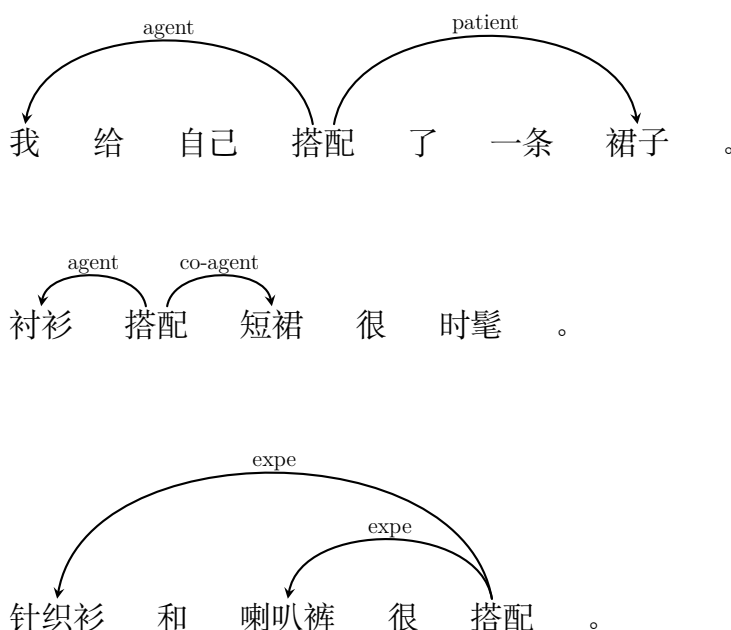 agent patient
我 给 自己 搭配 了 一条 裙子 。
agent co-agent
衬衫 搭配 短裙 很 时髦 。
expe
expe
针织衫 和 喇叭裤 很 搭配 。